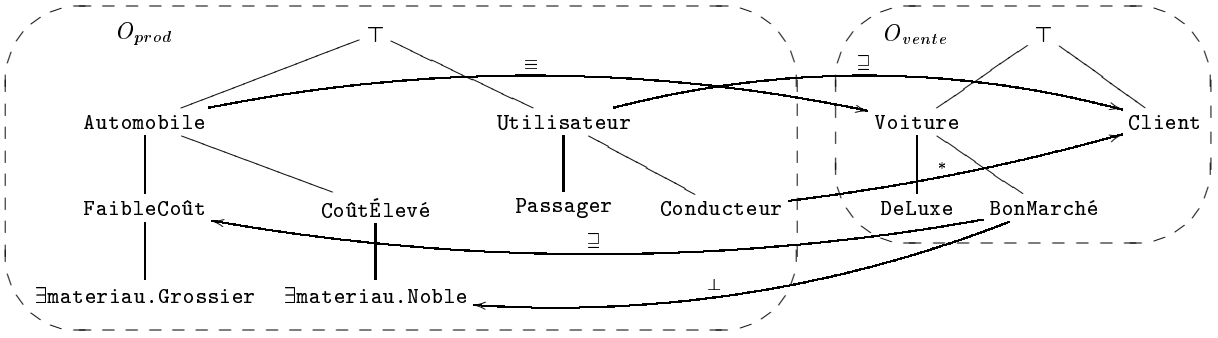 O_prod ⊤ O_vente ⊤
≡ ⊒
Automobile Utilisateur Voiture Client
*
FaibleCoût CoûtÉlevé Passager Conducteur DeLuxe BonMarché
⊒
⊥
∃materiau.Grossier ∃materiau.Noble